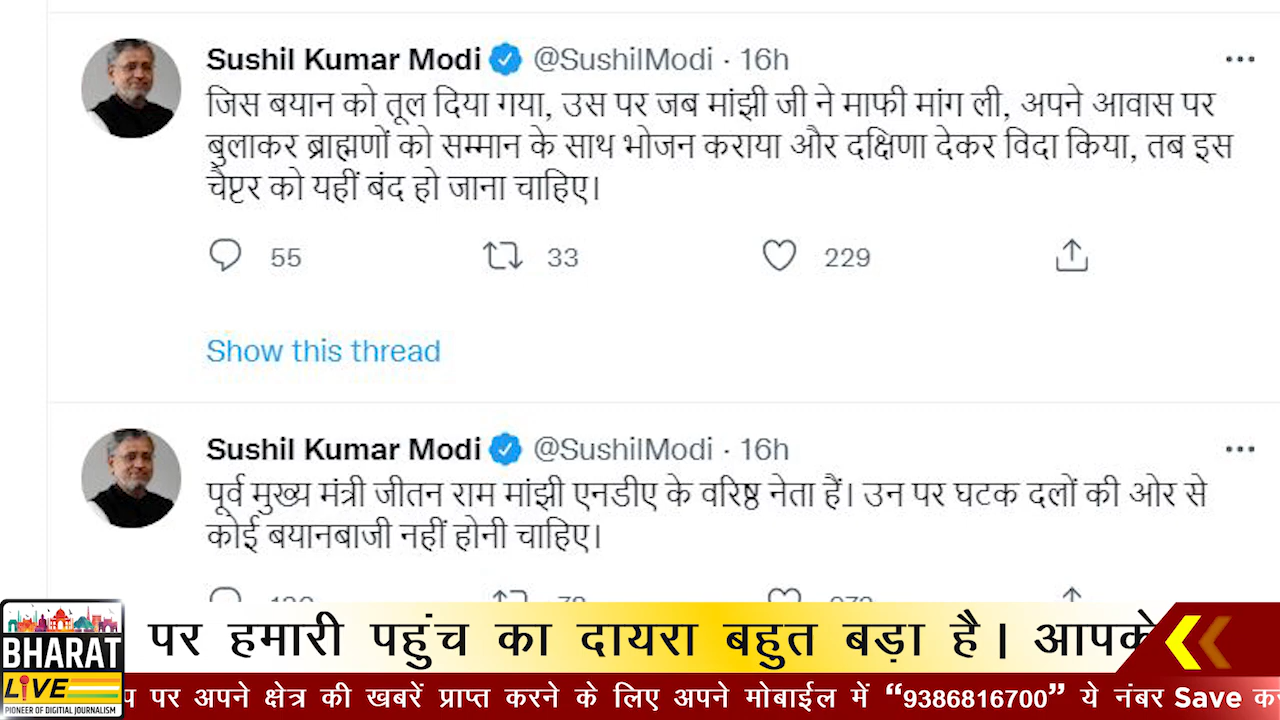 Sushil Kumar Modi @SushilModi · 16h
जिस बयान को तूल दिया गया, उस पर जब मांझी जी ने माफी मांग ली, अपने आवास पर
बुलाकर ब्राह्मणों को सम्मान के साथ भोजन कराया और दक्षिणा देकर विदा किया, तब इस
चैप्टर को यहीं बंद हो जाना चाहिए।
55 33 229
Show this thread
Sushil Kumar Modi @SushilModi · 16h
पूर्व मुख्य मंत्री जीतन राम मांझी एनडीए के वरिष्ठ नेता हैं। उन पर घटक दलों की ओर से
कोई बयानबाजी नहीं होनी चाहिए।
पर हमारी पहुंच का दायरा बहुत बड़ा है। आपके
BHARAT
LiVE
PIONEER OF DIGITIAL JOURNALISM
पर अपने क्षेत्र की खबरें प्राप्त करने के लिए अपने मोबाईल में “9386816700” ये नंबर Save